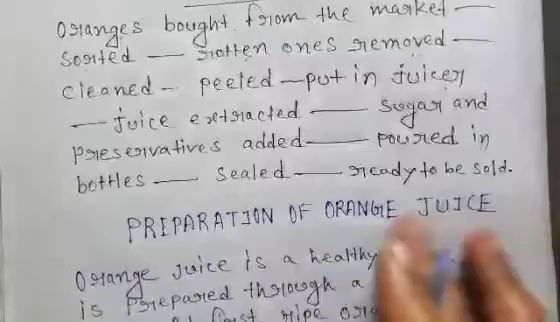 Oranges bought from the market —
Sorted — rotten ones removed —
cleaned - peeled — put in juicer
— juice extracted — sugar and
preservatives added — poured in
bottles — sealed — ready to be sold.
PREPARATION OF ORANGE JUICE
Orange juice is a healthy
is prepared through a
first ripe